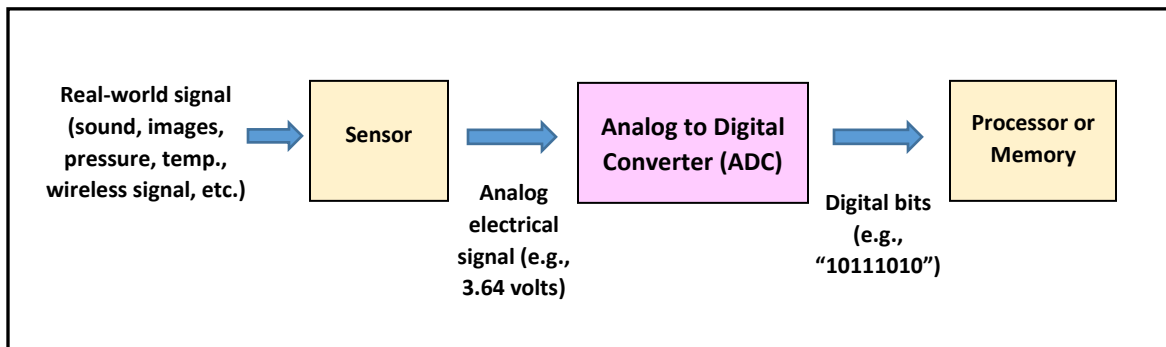 Real-world signal
(sound, images,
pressure, temp.,
wireless signal, etc.)
Sensor
Analog
electrical
signal (e.g.,
3.64 volts)
Analog to Digital
Converter (ADC)
Digital bits
(e.g.,
“10111010”)
Processor or
Memory